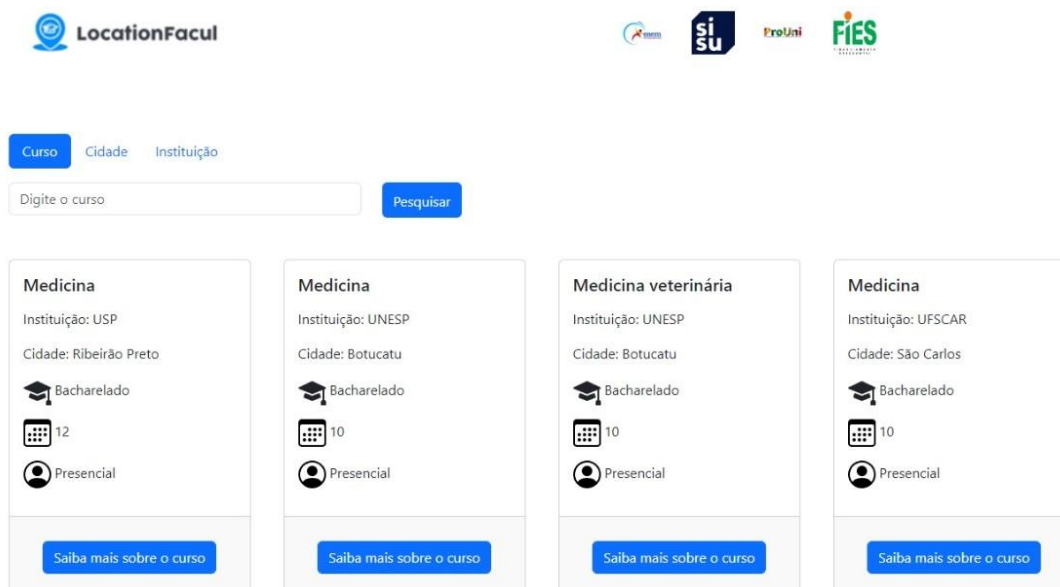 LocationFacul
enem
si
su
ProUni
FIES
Curso Cidade Instituição
Digite o curso Pesquisar
Medicina
Instituição: USP
Cidade: Ribeirão Preto
Bacharelado
12
Presencial
Saiba mais sobre o curso
Medicina
Instituição: UNESP
Cidade: Botucatu
Bacharelado
10
Presencial
Saiba mais sobre o curso
Medicina veterinária
Instituição: UNESP
Cidade: Botucatu
Bacharelado
10
Presencial
Saiba mais sobre o curso
Medicina
Instituição: UFSCAR
Cidade: São Carlos
Bacharelado
10
Presencial
Saiba mais sobre o curso